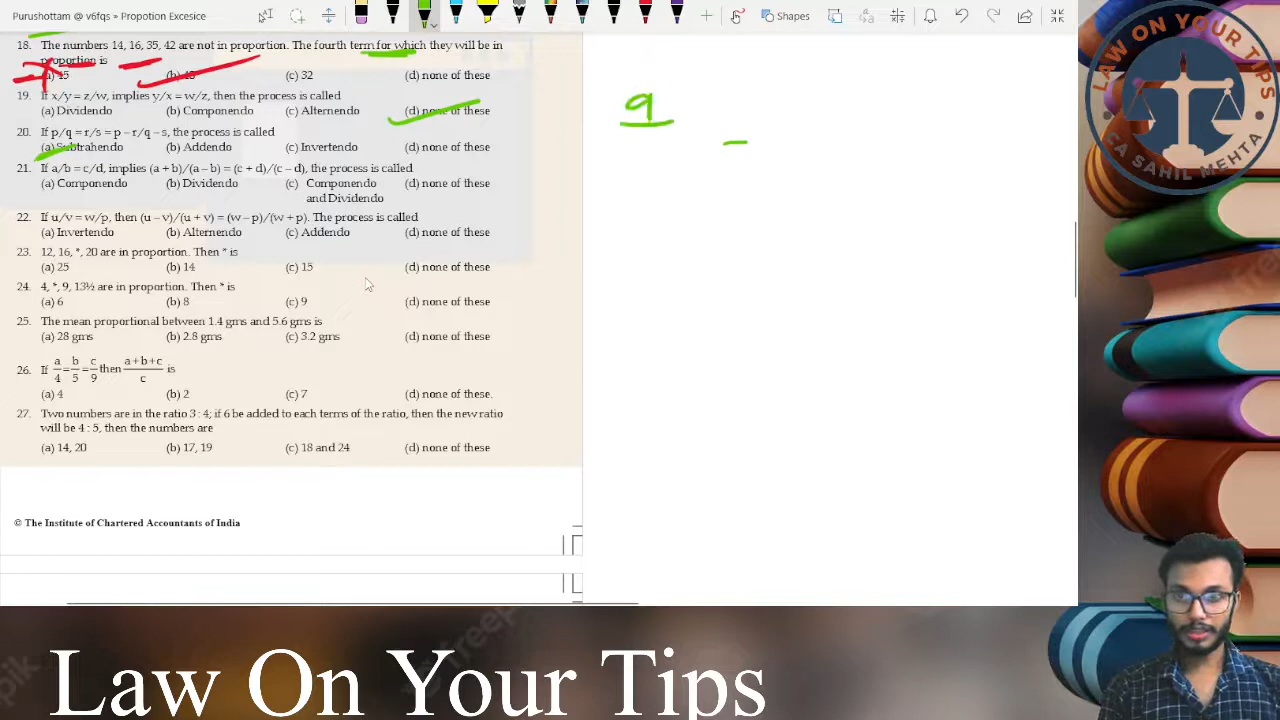 Purushottam @ v6fqs > Propotion Excesice
Shapes
18. The numbers 14, 16, 35, 42 are not in proportion. The fourth term for which they will be in
proportion is
(a) 45 (b) 40 (c) 32 (d) none of these
19. If x/y = z/w, implies y/x = w/z, then the process is called
(a) Dividendo (b) Componendo (c) Alternendo (d) none of these
20. If p/q = r/s = p – r/q – s, the process is called
(a) Subtrahendo (b) Addendo (c) Invertendo (d) none of these
21. If a/b = c/d, implies (a + b)/(a – b) = (c + d)/(c – d), the process is called
(a) Componendo (b) Dividendo (c) Componendo (d) none of these
and Dividendo
22. If u/v = w/p, then (u – v)/(u + v) = (w – p)/(w + p). The process is called
(a) Invertendo (b) Alternendo (c) Addendo (d) none of these
23. 12, 16, *, 20 are in proportion. Then * is
(a) 25 (b) 14 (c) 15 (d) none of these
24. 4, *, 9, 13½ are in proportion. Then * is
(a) 6 (b) 8 (c) 9 (d) none of these
25. The mean proportional between 1.4 gms and 5.6 gms is
(a) 28 gms (b) 2.8 gms (c) 3.2 gms (d) none of these
26. If a/4 = b/5 = c/9 then a+b+c/c is
(a) 4 (b) 2 (c) 7 (d) none of these.
27. Two numbers are in the ratio 3 : 4; if 6 be added to each terms of the ratio, then the new ratio
will be 4 : 5, then the numbers are
(a) 14, 20 (b) 17, 19 (c) 18 and 24 (d) none of these
© The Institute of Chartered Accountants of India
9
LAW ON YOUR TIPS
CA SAHIL MEHTA
Law On Your Tips